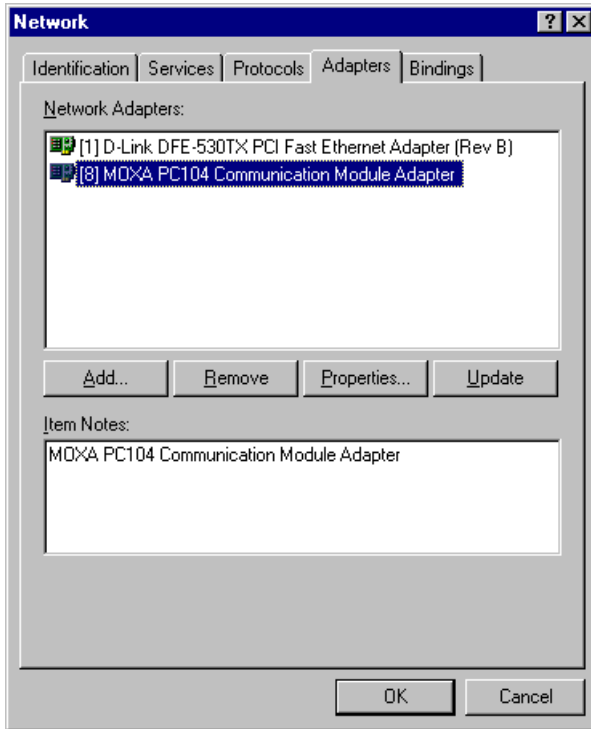 Network
Identification Services Protocols Adapters Bindings
Network Adapters:
[1] D-Link DFE-530TX PCI Fast Ethernet Adapter (Rev B)
[8] MOXA PC104 Communication Module Adapter
Add... Remove Properties... Update
Item Notes:
MOXA PC104 Communication Module Adapter
OK Cancel